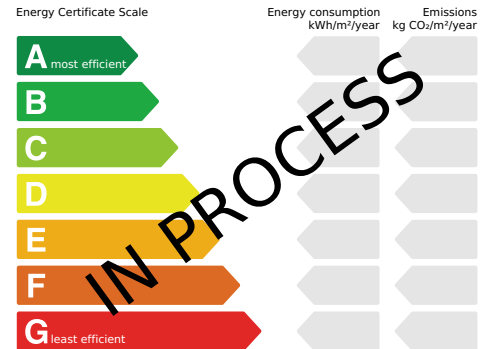 Energy Certificate Scale
Energy consumption
kWh/m²/year
Emissions
kg CO₂/m²/year
A most efficient
B
C
D
E
F
G least efficient
IN PROCESS